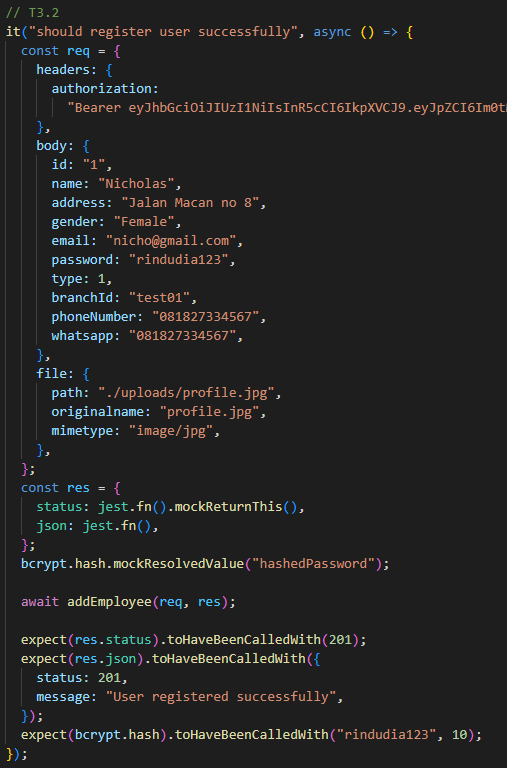 // T3.2
it("should register user successfully", async () => {
const req = {
headers: {
authorization:
"Bearer eyJhbGciOiJIUzI1NiIsInR5cCI6IkpXVCJ9.eyJpZCI6Im0t
},
body: {
id: "1",
name: "Nicholas",
address: "Jalan Macan no 8",
gender: "Female",
email: "nicho@gmail.com",
password: "rindudia123",
type: 1,
branchId: "test01",
phoneNumber: "081827334567",
whatsapp: "081827334567",
},
file: {
path: "./uploads/profile.jpg",
originalname: "profile.jpg",
mimetype: "image/jpg",
},
};
const res = {
status: jest.fn().mockReturnThis(),
json: jest.fn(),
};
bcrypt.hash.mockResolvedValue("hashedPassword");
await addEmployee(req, res);
expect(res.status).toHaveBeenCalledWith(201);
expect(res.json).toHaveBeenCalledWith({
status: 201,
message: "User registered successfully",
});
expect(bcrypt.hash).toHaveBeenCalledWith("rindudia123", 10);
});